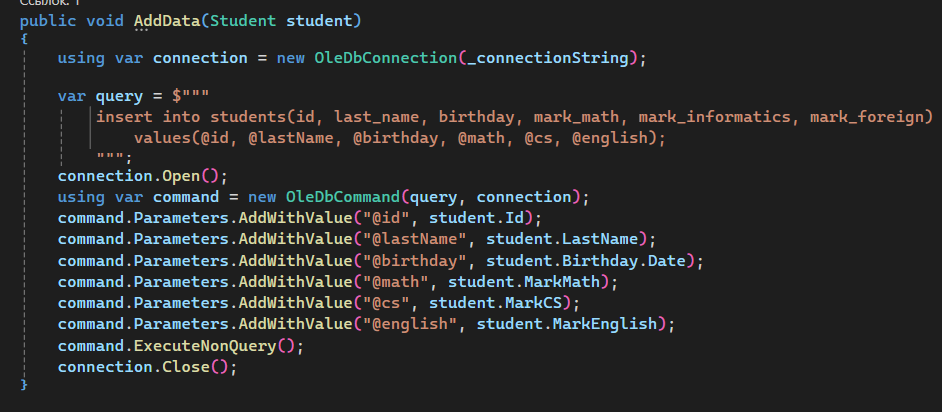 Ссылок: 1
public void AddData(Student student)
{
    using var connection = new OleDbConnection(_connectionString);

    var query = $"""
        insert into students(id, last_name, birthday, mark_math, mark_informatics, mark_foreign)
            values(@id, @lastName, @birthday, @math, @cs, @english);
        """;
    connection.Open();
    using var command = new OleDbCommand(query, connection);
    command.Parameters.AddWithValue("@id", student.Id);
    command.Parameters.AddWithValue("@lastName", student.LastName);
    command.Parameters.AddWithValue("@birthday", student.Birthday.Date);
    command.Parameters.AddWithValue("@math", student.MarkMath);
    command.Parameters.AddWithValue("@cs", student.MarkCS);
    command.Parameters.AddWithValue("@english", student.MarkEnglish);
    command.ExecuteNonQuery();
    connection.Close();
}